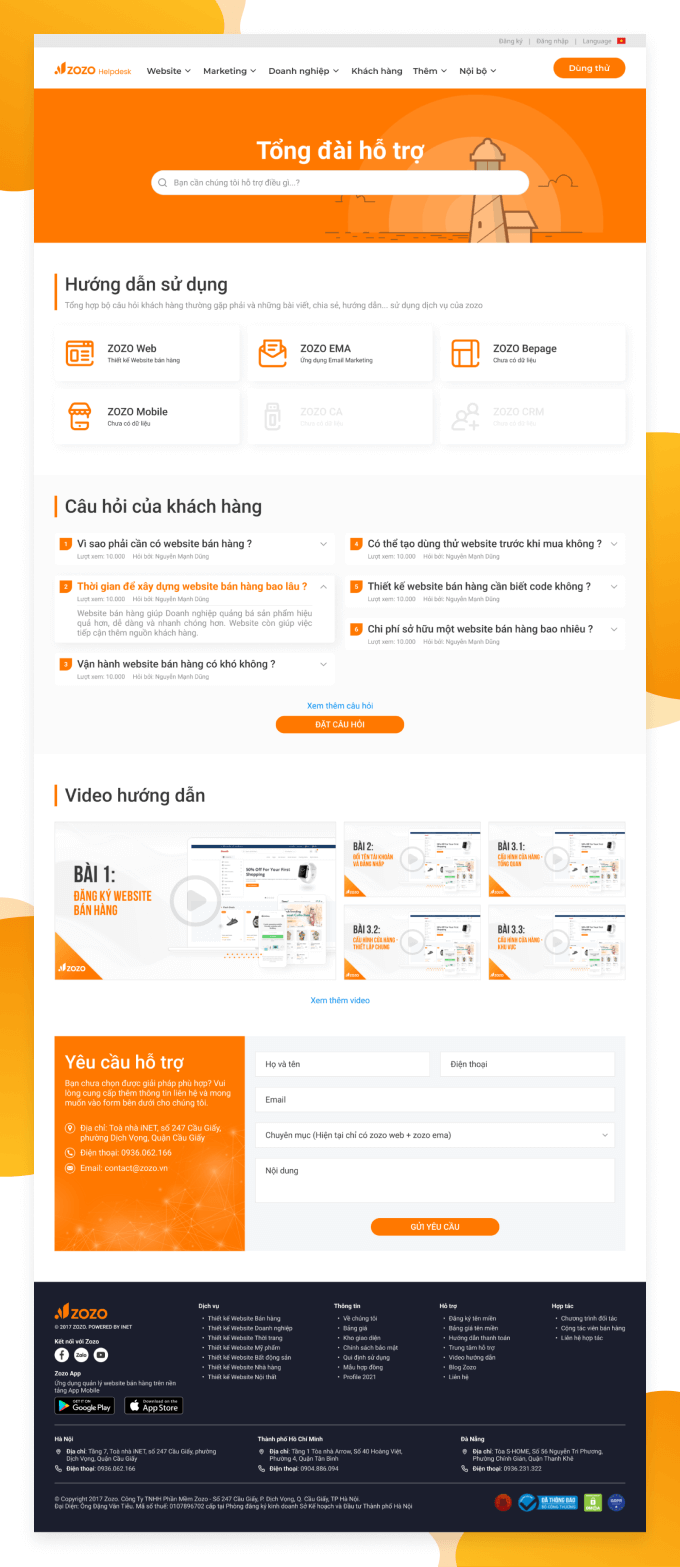 Đăng ký | Đăng nhập | Language
ZOZO Helpdesk
Website Marketing Doanh nghiệp Khách hàng Thêm Nội bộ Dùng thử
Tổng đài hỗ trợ
Bạn cần chúng tôi hỗ trợ điều gì...?
Hướng dẫn sử dụng
Tổng hợp bộ câu hỏi khách hàng thường gặp phải và những bài viết, chia sẻ, hướng dẫn... sử dụng dịch vụ của zozo
ZOZO Web
Thiết kế Website bán hàng
ZOZO EMA
Ứng dụng Email Marketing
ZOZO Bepage
Chưa có dữ liệu
ZOZO Mobile
Chưa có dữ liệu
ZOZO CA
Chưa có dữ liệu
ZOZO CRM
Chưa có dữ liệu
Câu hỏi của khách hàng
1 Vì sao phải cần có website bán hàng ?
Lượt xem: 10.000 Hỏi bởi: Nguyễn Mạnh Dũng
2 Thời gian để xây dựng website bán hàng bao lâu ?
Lượt xem: 10.000 Hỏi bởi: Nguyễn Mạnh Dũng
Website bán hàng giúp Doanh nghiệp quảng bá sản phẩm hiệu
quả hơn, dễ dàng và nhanh chóng hơn. Website còn giúp việc
tiếp cận thêm nguồn khách hàng.
3 Vận hành website bán hàng có khó không ?
Lượt xem: 10.000 Hỏi bởi: Nguyễn Mạnh Dũng
4 Có thể tạo dùng thử website trước khi mua không ?
Lượt xem: 10.000 Hỏi bởi: Nguyễn Mạnh Dũng
5 Thiết kế website bán hàng cần biết code không ?
Lượt xem: 10.000 Hỏi bởi: Nguyễn Mạnh Dũng
6 Chi phí sở hữu một website bán hàng bao nhiêu ?
Lượt xem: 10.000 Hỏi bởi: Nguyễn Mạnh Dũng
Xem thêm câu hỏi
ĐẶT CÂU HỎI
Video hướng dẫn
BÀI 1:
ĐĂNG KÝ WEBSITE
BÁN HÀNG
50% Off For Your First
Shopping
ZOZO
BÀI 2:
ĐỔI TÊN TÀI KHOẢN
VÀ ĐĂNG NHẬP
ZOZO
BÀI 3.1:
CẤU HÌNH CỬA HÀNG -
TỔNG QUAN
ZOZO
BÀI 3.2:
CẤU HÌNH CỬA HÀNG -
THIẾT LẬP CHUNG
ZOZO
BÀI 3.3:
CẤU HÌNH CỬA HÀNG -
KHU VỰC
ZOZO
Xem thêm video
Yêu cầu hỗ trợ
Bạn chưa chọn được giải pháp phù hợp? Vui
lòng cung cấp thêm thông tin liên hệ và mong
muốn vào form bên dưới cho chúng tôi.
Địa chỉ: Toà nhà iNET, số 247 Cầu Giấy,
phường Dịch Vọng, Quận Cầu Giấy
Điện thoại: 0936.062.166
Email: contact@zozo.vn
Họ và tên
Điện thoại
Email
Chuyên mục (Hiện tại chỉ có zozo web + zozo ema)
Nội dung
GỬI YÊU CẦU
ZOZO
© 2017 ZOZO. POWERED BY INET
Kết nối với Zozo
Zalo
Zozo App
Ứng dụng quản lý website bán hàng trên nền
tảng App Mobile
GET IT ON
Google Play
Download on the
App Store
Dịch vụ
Thiết kế Website Bán hàng
Thiết kế Website Doanh nghiệp
Thiết kế Website Thời trang
Thiết kế Website Mỹ phẩm
Thiết kế Website Bất động sản
Thiết kế Website Nhà hàng
Thiết kế Website Nội thất
Thông tin
Về chúng tôi
Bảng giá
Kho giao diện
Chính sách bảo mật
Qui định sử dụng
Mẫu hợp đồng
Profile 2021
Hỗ trợ
Đăng ký tên miền
Bảng giá tên miền
Hướng dẫn thanh toán
Trung tâm hỗ trợ
Video hướng dẫn
Blog Zozo
Liên hệ
Hợp tác
Chương trình đối tác
Cộng tác viên bán hàng
Liên hệ hợp tác
Hà Nội
Địa chỉ: Tầng 7, Toà nhà iNET, số 247 Cầu Giấy, phường
Dịch Vọng, Quận Cầu Giấy
Điện thoại: 0936.062.166
Thành phố Hồ Chí Minh
Địa chỉ: Tầng 1 Tòa nhà Arrow, Số 40 Hoàng Việt,
Phường 4, Quận Tân Bình
Điện thoại: 0904.886.094
Đà Nẵng
Địa chỉ: Tòa S-HOME, Số 56 Nguyễn Tri Phương,
Phường Chính Gián, Quận Thanh Khê
Điện thoại: 0936.231.322
© Copyright 2017 Zozo. Công Ty TNHH Phần Mềm Zozo - Số 247 Cầu Giấy, P. Dịch Vọng, Q. Cầu Giấy, TP Hà Nội.
Đại Diện: Ông Đặng Văn Tiểu. Mã số thuế: 0107896702 cấp tại Phòng đăng ký kinh doanh Sở Kế hoạch và Đầu tư Thành phố Hà Nội
ĐÃ THÔNG BÁO
BỘ CÔNG THƯƠNG
GDPR